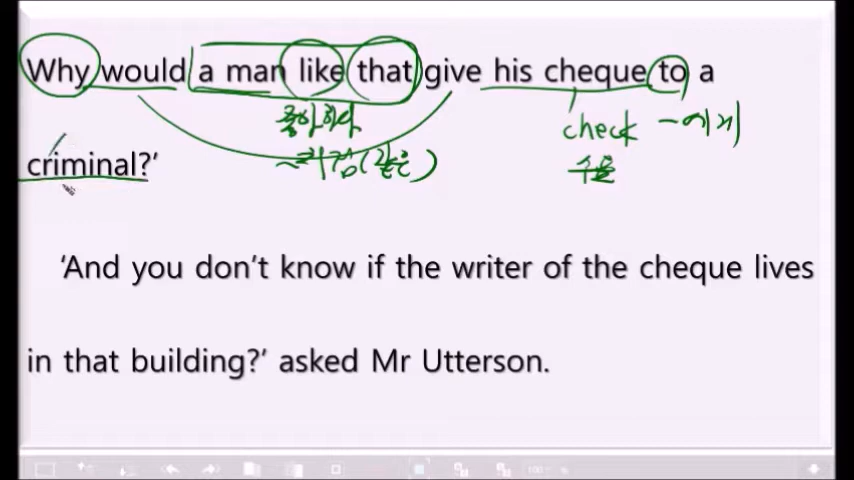 Why would a man like that give his cheque to a
좋아하다 check ~에게
~처럼(같은) 수표
criminal?’
‘And you don’t know if the writer of the cheque lives
in that building?’ asked Mr Utterson.